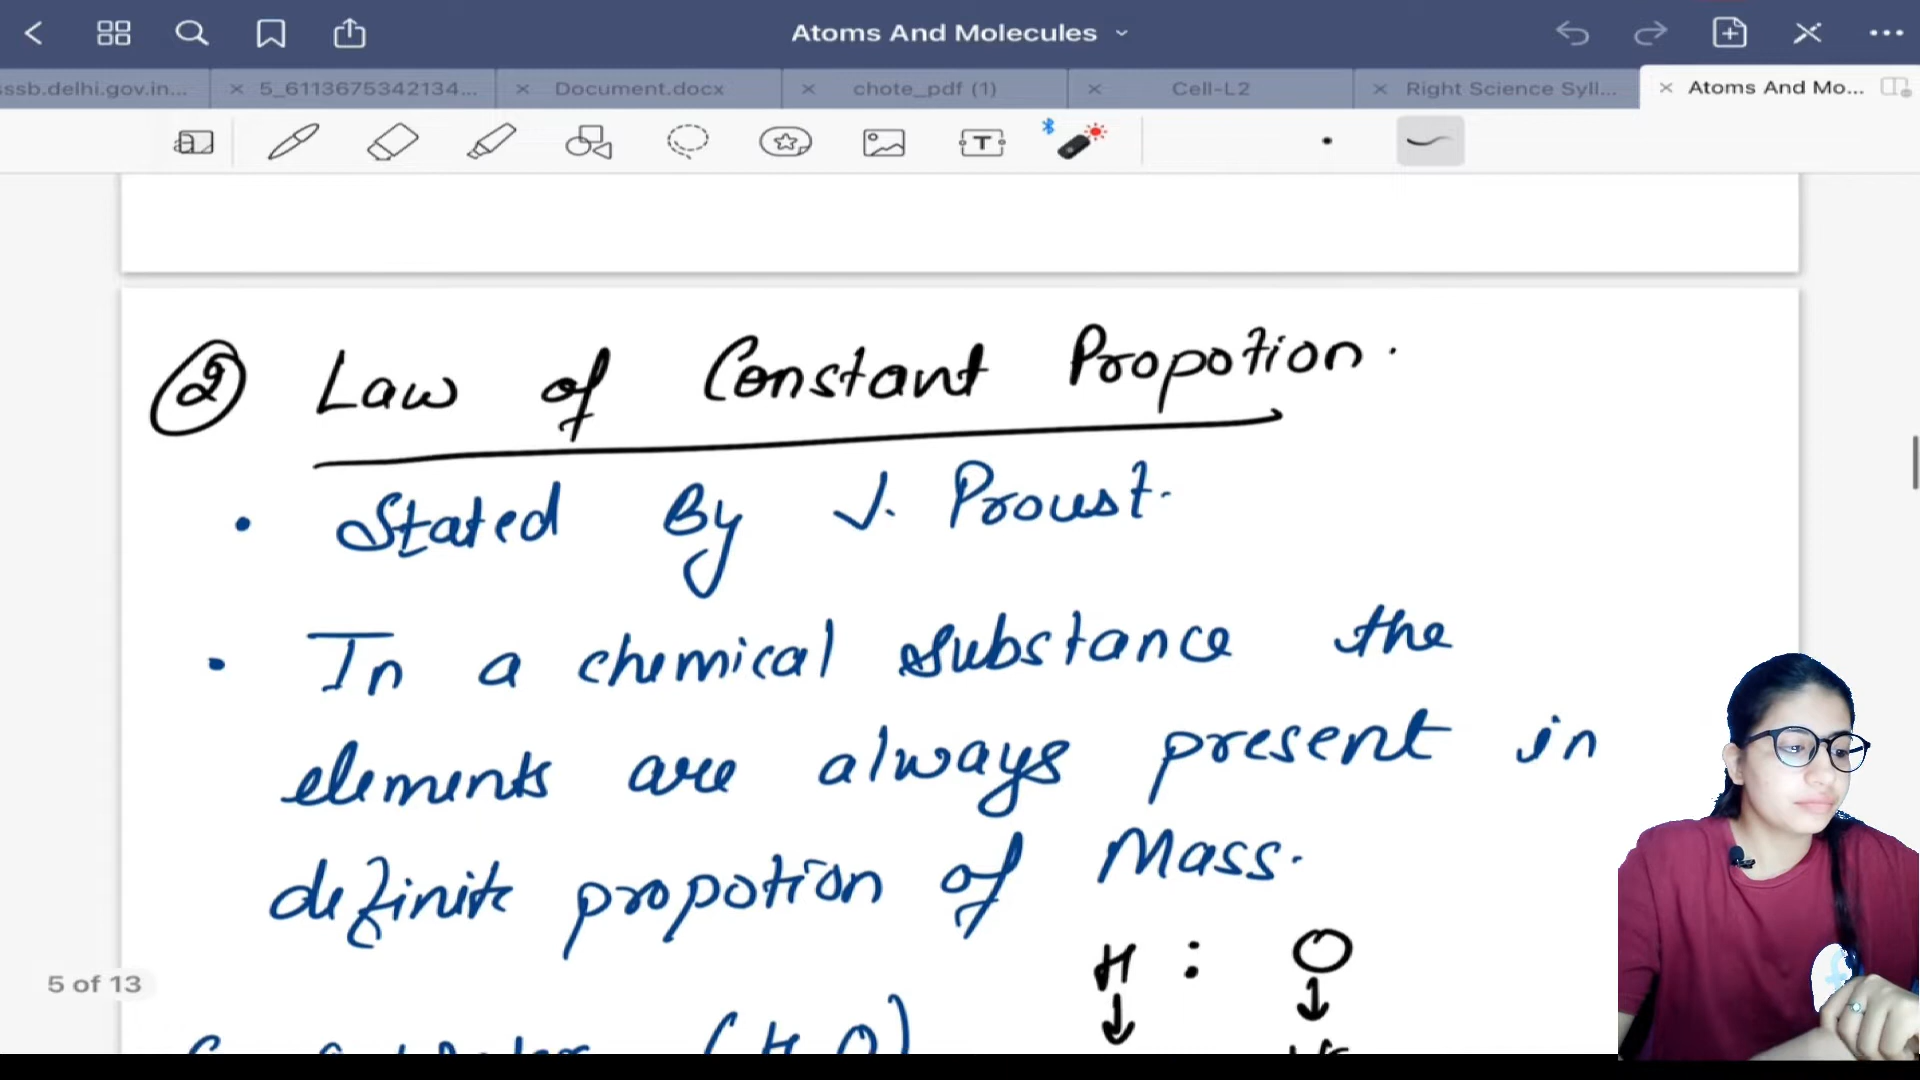 Atoms And Molecules
sssb.delhi.gov.in...
5_6113675342134...
Document.docx
chote_pdf (1)
Cell-L2
Right Science Syll...
Atoms And Mo...
② Law of Constant Propotion.
• Stated By J. Proust.
• In a chemical substance the
elements are always present in
definite propotion of Mass.
H : O
5 of 13